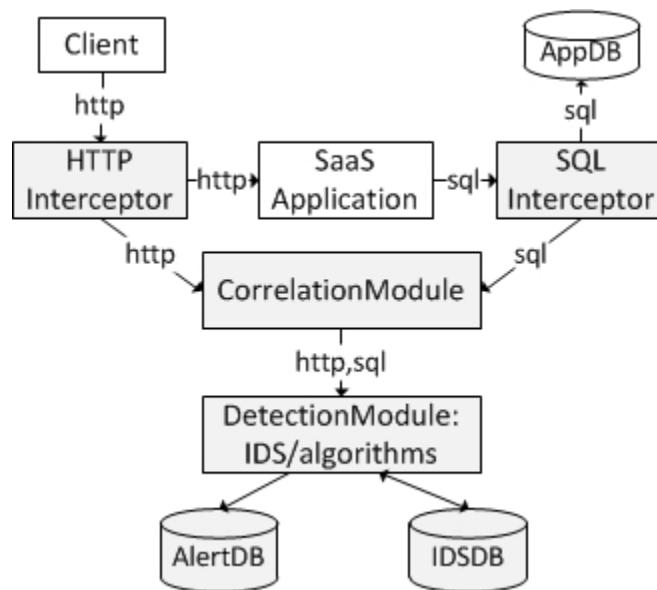 Client
AppDB
http
sql
HTTP
Interceptor
http
SaaS
Application
sql
SQL
Interceptor
http
sql
CorrelationModule
http,sql
DetectionModule:
IDS/algorithms
AlertDB
IDSDB